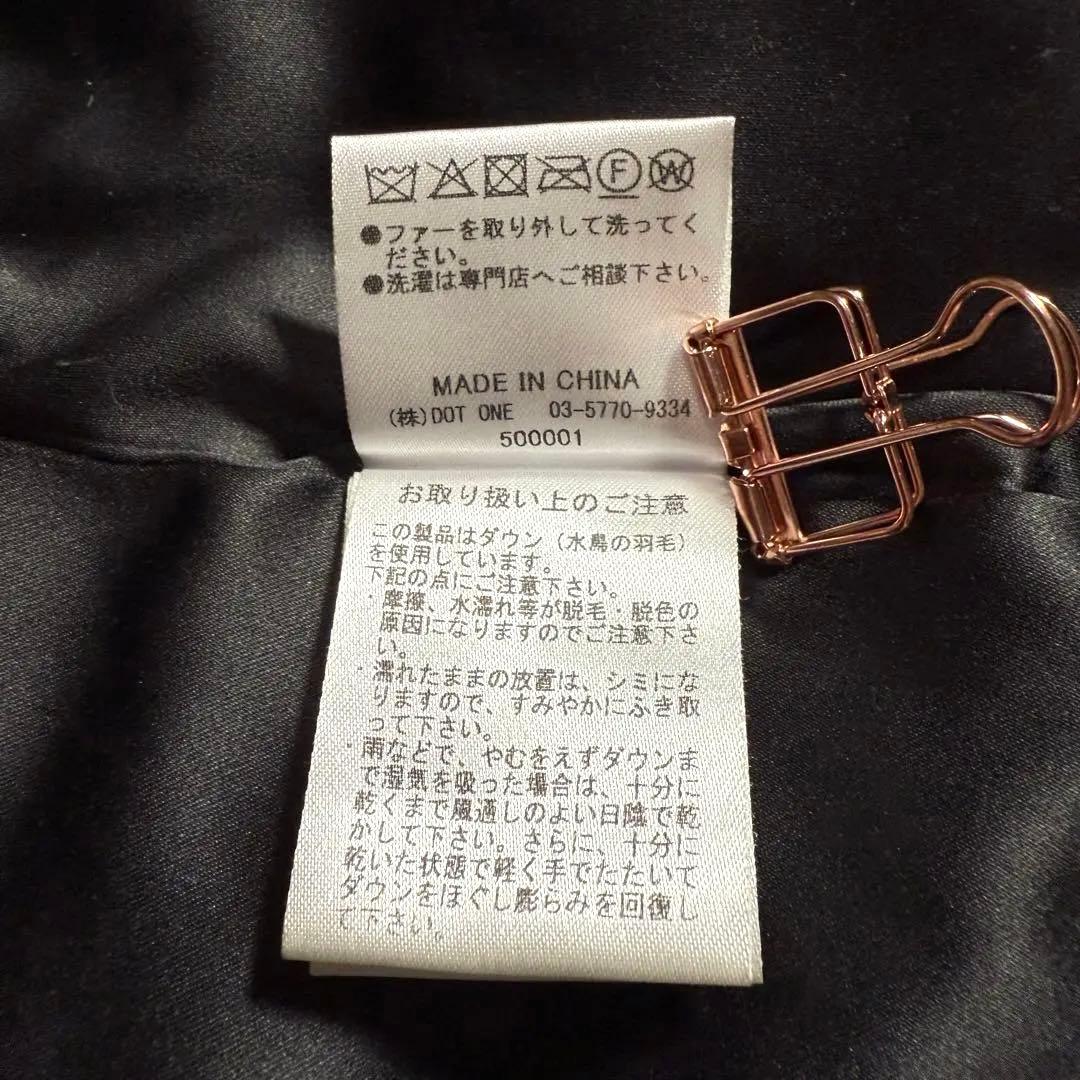 F W
●ファーを取り外して洗ってく
ださい。
●洗濯は専門店へご相談下さい。
MADE IN CHINA
(株)DOT ONE 03-5770-9334
500001
お取り扱い上のご注意
この製品はダウン(水鳥の羽毛)
を使用しています。
下記の点にご注意下さい。
・摩擦、水濡れ等が脱毛・脱色の
原因になりますのでご注意下さ
い。
・濡れたままの放置は、シミにな
りますので、すみやかにふき取
って下さい。
・雨などで、やむをえずダウンま
で湿気を吸った場合は、十分に
乾くまで風通しのよい日陰で乾
かして下さい。さらに、十分に
乾いた状態で軽く手でたたいて
ダウンをほぐし膨らみを回復し
て下さい。